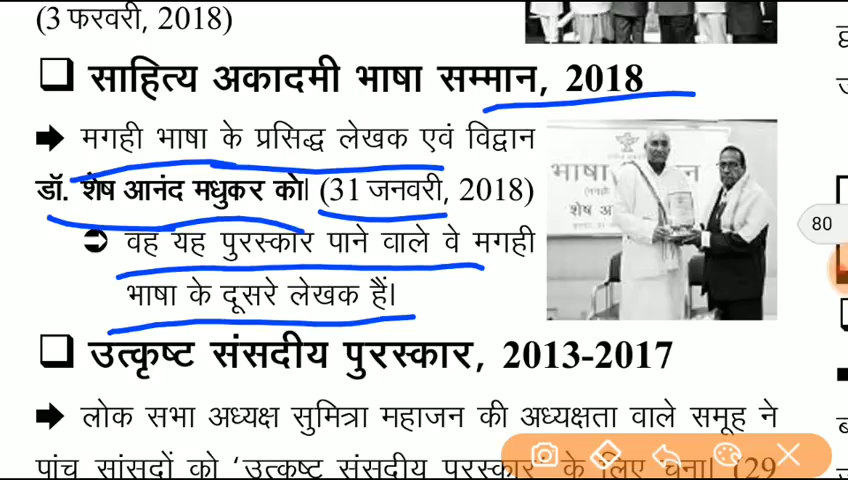 (3 फरवरी, 2018)
❑ साहित्य अकादमी भाषा सम्मान, 2018
➡ मगही भाषा के प्रसिद्ध लेखक एवं विद्वान
डॉ. शेष आनंद मधुकर को। (31 जनवरी, 2018)
➲ वह यह पुरस्कार पाने वाले वे मगही
भाषा के दूसरे लेखक हैं।
भाषा
शेष
80
❑ उत्कृष्ट संसदीय पुरस्कार, 2013-2017
➡ लोक सभा अध्यक्ष सुमित्रा महाजन की अध्यक्षता वाले समूह ने
पांच सांसदों को 'उत्कृष्ट संसदीय पुरस्कार' के लिए चुना। (29